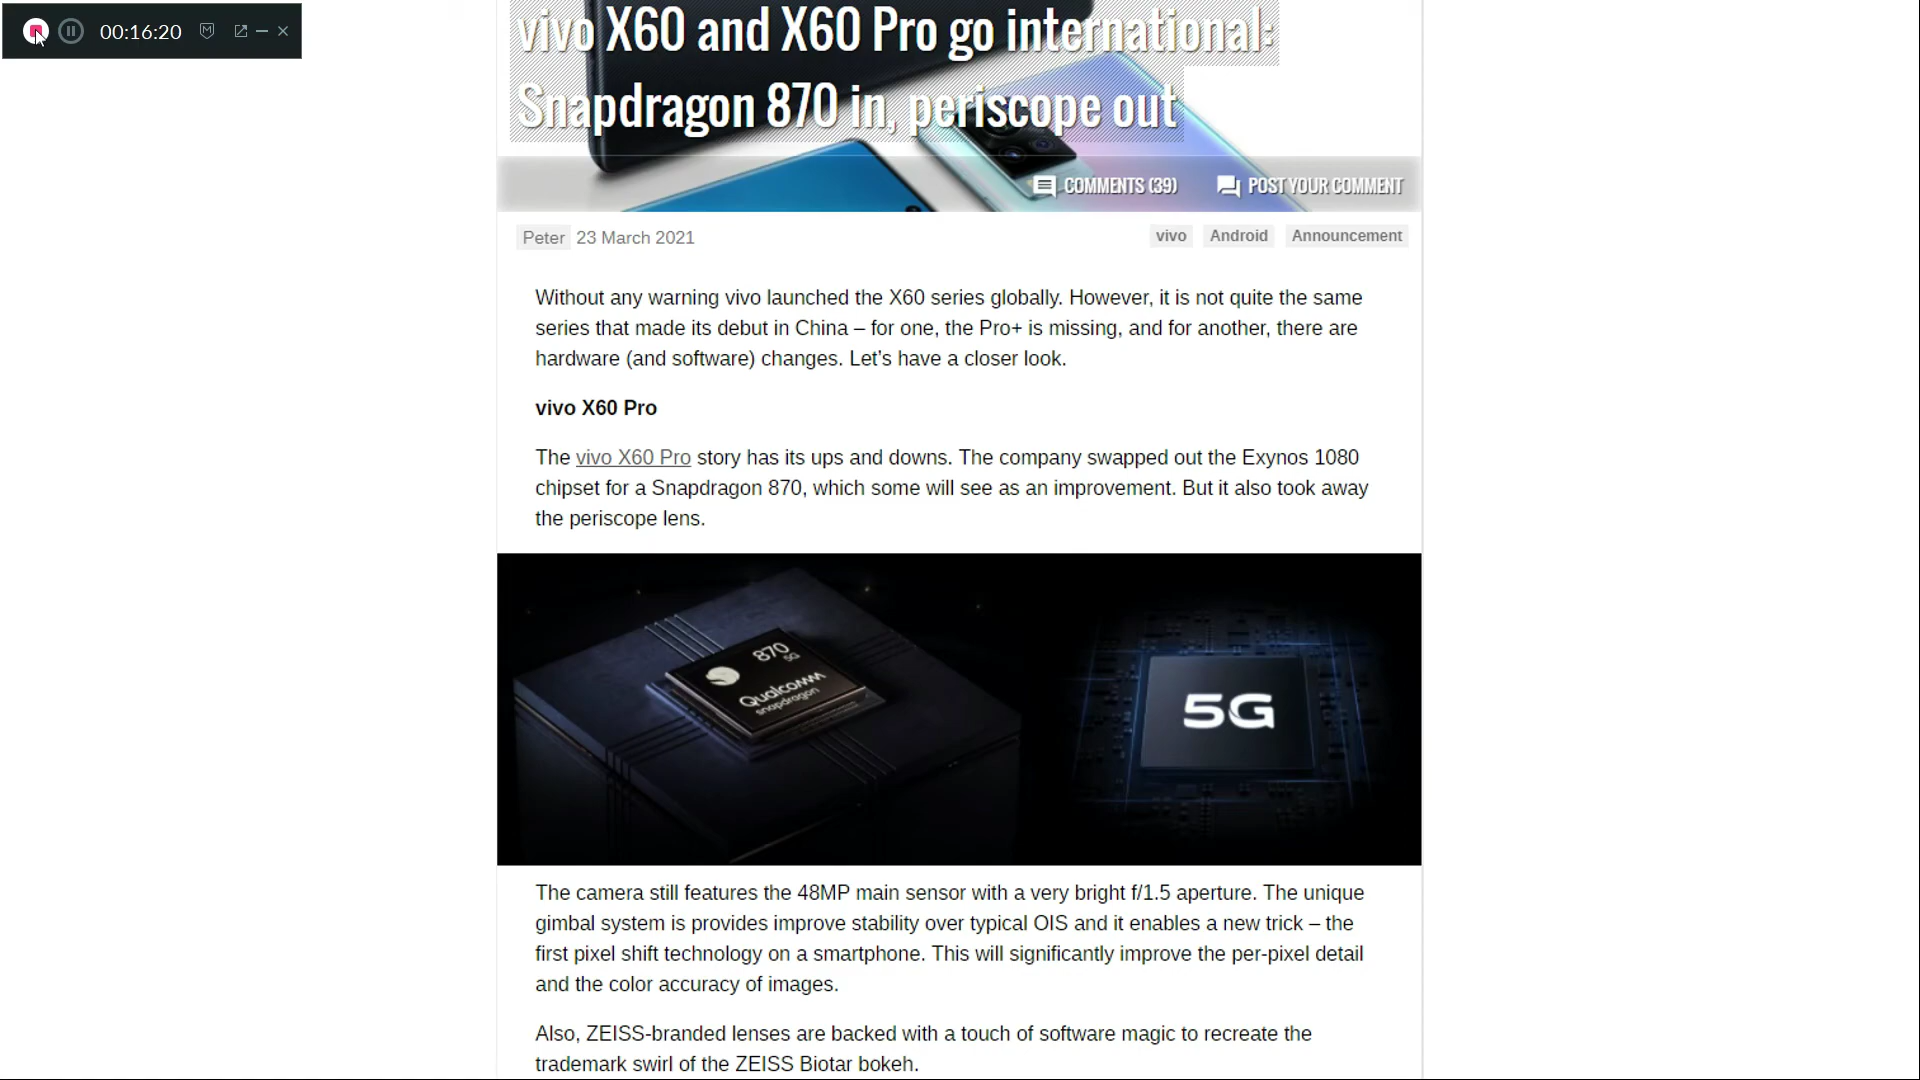 00:16:20
vivo X60 and X60 Pro go international:
Snapdragon 870 in, periscope out
COMMENTS (39) POST YOUR COMMENT
Peter 23 March 2021 vivo Android Announcement
Without any warning vivo launched the X60 series globally. However, it is not quite the same
series that made its debut in China – for one, the Pro+ is missing, and for another, there are
hardware (and software) changes. Let’s have a closer look.
vivo X60 Pro
The vivo X60 Pro story has its ups and downs. The company swapped out the Exynos 1080
chipset for a Snapdragon 870, which some will see as an improvement. But it also took away
the periscope lens.
870
5G
Qualcomm
snapdragon
5G
The camera still features the 48MP main sensor with a very bright f/1.5 aperture. The unique
gimbal system is provides improve stability over typical OIS and it enables a new trick – the
first pixel shift technology on a smartphone. This will significantly improve the per-pixel detail
and the color accuracy of images.
Also, ZEISS-branded lenses are backed with a touch of software magic to recreate the
trademark swirl of the ZEISS Biotar bokeh.